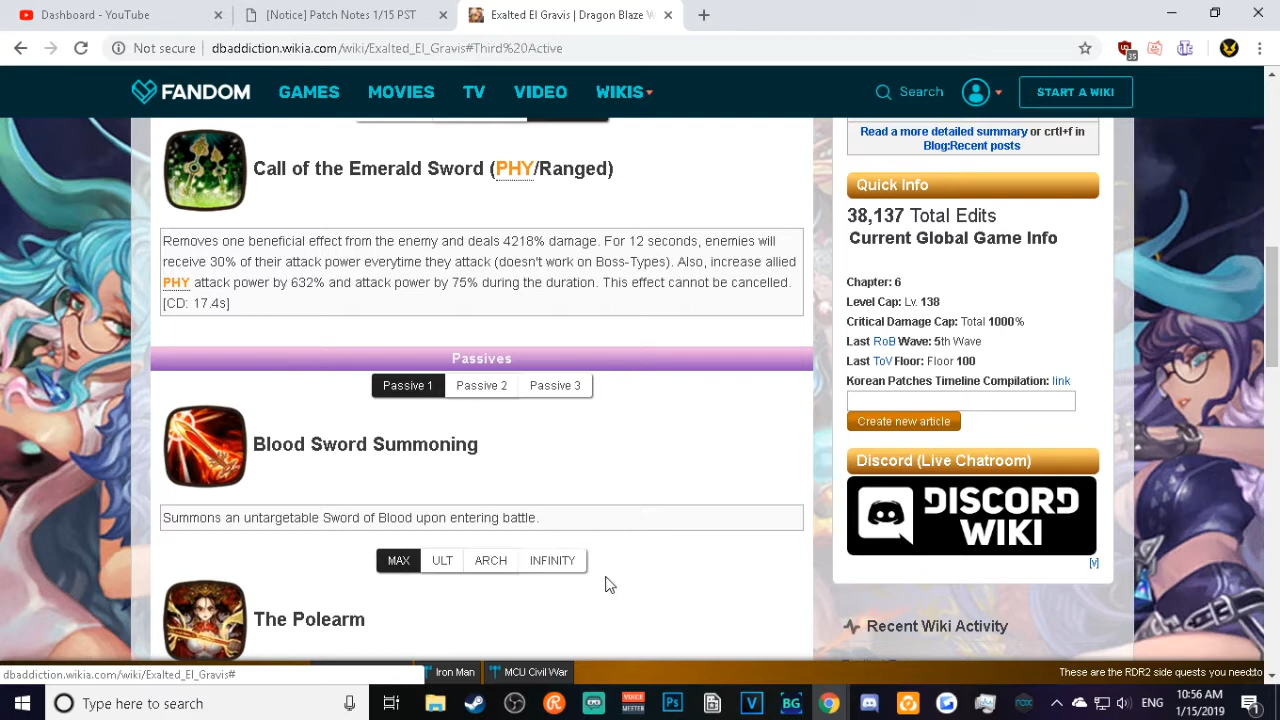 Dashboard - YouTube
[Notice] Patch Notes 1/15 PST
Exalted El Gravis | Dragon Blaze W
Not secure
dbaddiction.wikia.com/wiki/Exalted_El_Gravis#Third%20Active
35
FANDOM GAMES MOVIES TV VIDEO WIKIS
Search
START A WIKI
Call of the Emerald Sword (PHY/Ranged)
Removes one beneficial effect from the enemy and deals 4218% damage. For 12 seconds, enemies will
receive 30% of their attack power everytime they attack (doesn't work on Boss-Types). Also, increase allied
PHY attack power by 632% and attack power by 75% during the duration. This effect cannot be cancelled.
[CD: 17.4s]
Passives
Passive 1 Passive 2 Passive 3
Blood Sword Summoning
Summons an untargetable Sword of Blood upon entering battle.
MAX ULT ARCH INFINITY
The Polearm
Read a more detailed summary or crtl+f in
Blog:Recent posts
Quick Info
38,137 Total Edits
Current Global Game Info
Chapter: 6
Level Cap: Lv. 138
Critical Damage Cap: Total 1000%
Last RoB Wave: 5th Wave
Last ToV Floor: Floor 100
Korean Patches Timeline Compilation: link
Create new article
Discord (Live Chatroom)
DISCORD
WIKI
[v]
Recent Wiki Activity
dbaddiction.wikia.com/wiki/Exalted_El_Gravis#
Iron Man
MCU Civil War
These are the RDR2 side quests you need to
Type here to search
VOICE
MEETER
Ps
V
BG
NOX
ENG
10:56 AM
1/15/2019
1